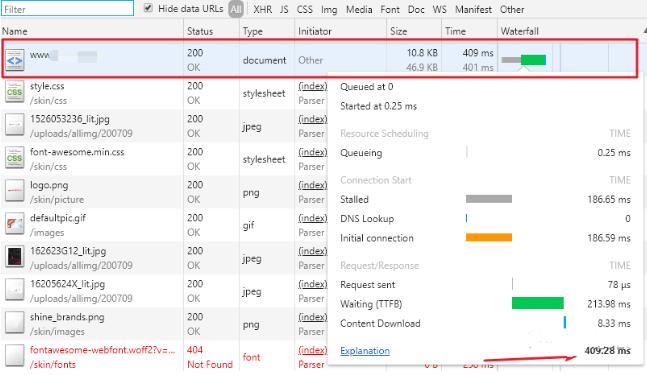 Filter Hide data URLs All XHR JS CSS Img Media Font Doc WS Manifest Other
Name Status Type Initiator Size Time Waterfall
www
200 OK document Other 10.8 KB 46.9 KB 409 ms 401 ms
style.css
/skin/css
200 OK stylesheet (index) Parser
1526053236_lit.jpg
/uploads/allimg/200709
200 OK jpeg (index) Parser
font-awesome.min.css
/skin/css
200 OK stylesheet (index) Parser
logo.png
/skin/picture
200 OK png (index) Parser
defaultpic.gif
/images
200 OK gif (index) Parser
162623G12_lit.jpg
/uploads/allimg/200709
200 OK jpeg (index) Parser
16205624X_lit.jpg
/uploads/allimg/200709
200 OK jpeg (index) Parser
shine_brands.png
/skin/images
200 OK png (index) Parser
fontawesome-webfont.woff2?v=...
/skin/fonts
404 Not Found font (index) Parser
Queued at 0
Started at 0.25 ms
Resource Scheduling TIME
Queueing 0.25 ms
Connection Start TIME
Stalled 186.65 ms
DNS Lookup 0
Initial connection 186.59 ms
Request/Response TIME
Request sent 78 µs
Waiting (TTFB) 213.98 ms
Content Download 8.33 ms
Explanation 409.28 ms